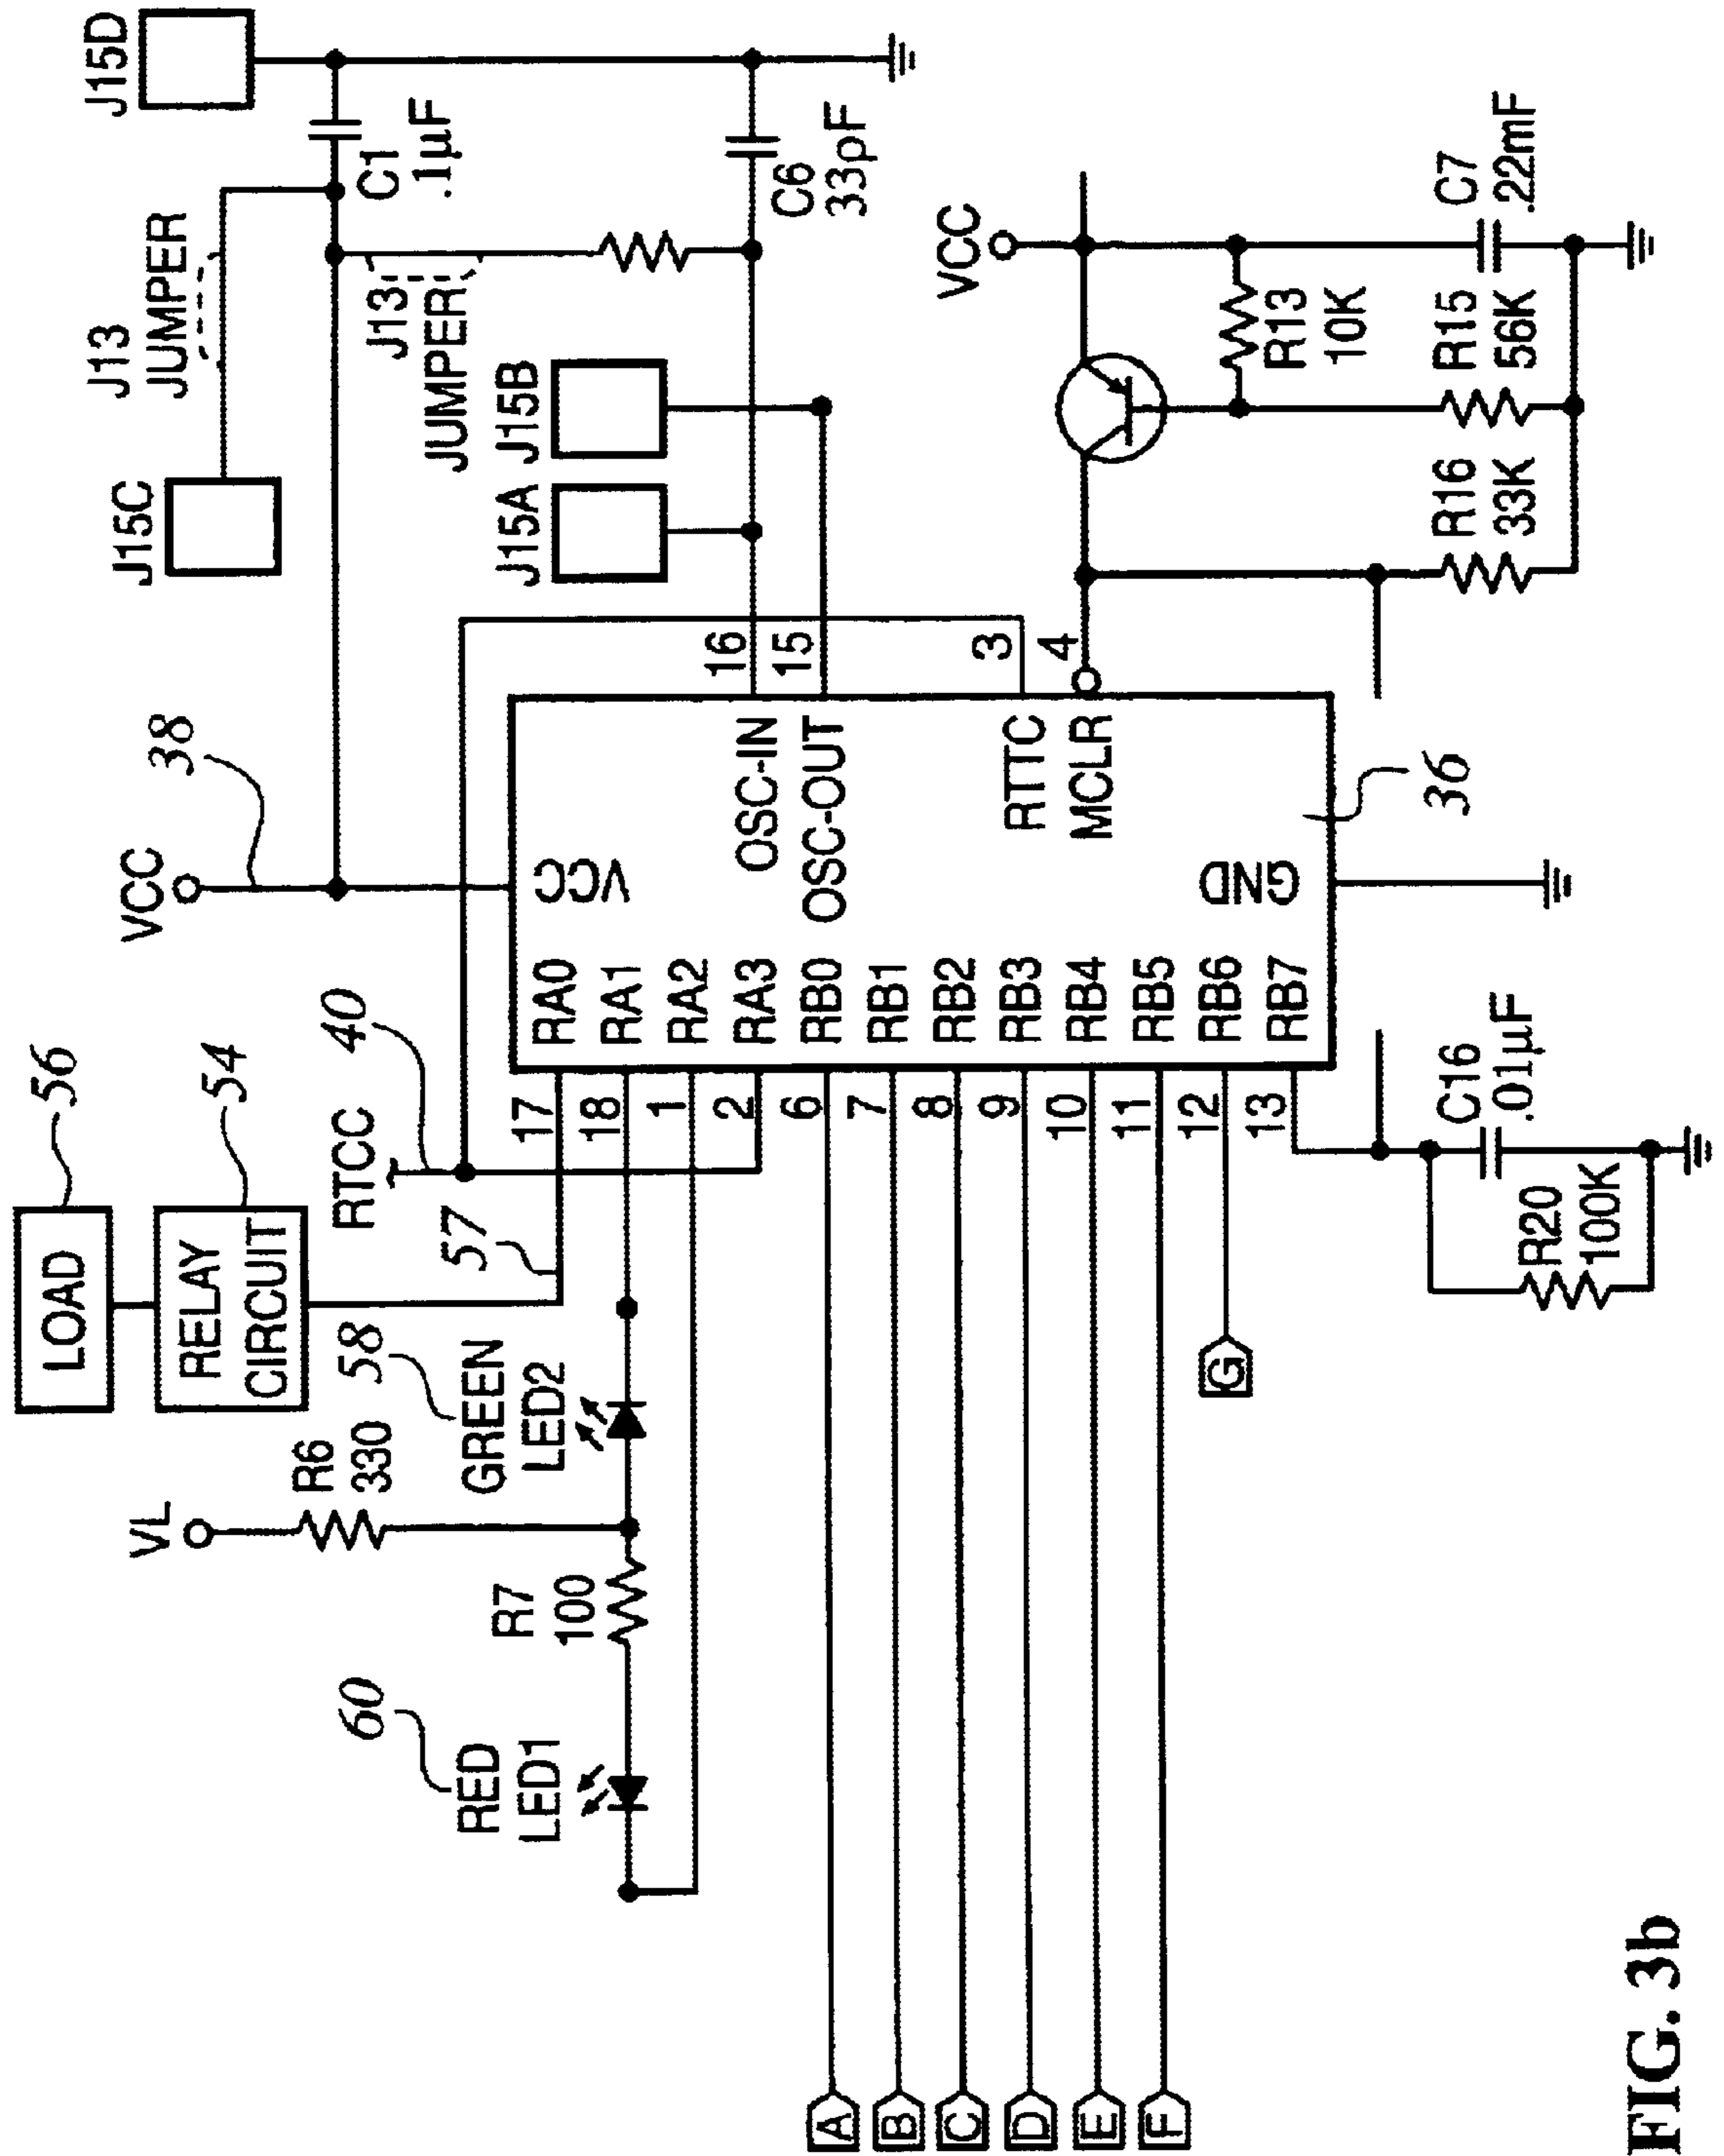 LOAD
56
RELAY
CIRCUIT
54
VL
R6
330
RED
LED1
60
R7
100
GREEN
LED2
58
57
RTCC
40
VCC
38
J15C
J13
JUMPER
J15D
C1
.1µF
J13
JUMPER
J15A
J15B
C6
33pF
17
18
1
2
6
7
8
9
10
11
12
13
RA0
RA1
RA2
RA3
RB0
RB1
RB2
RB3
RB4
RB5
RB6
RB7
VCC
OSC-IN
OSC-OUT
RTTC
MCLR
GND
16
15
3
4
36
VCC
R13
10K
R16
33K
R15
56K
C7
.22mF
A
B
C
D
E
F
G
R20
100K
C16
.01µF
FIG. 3b